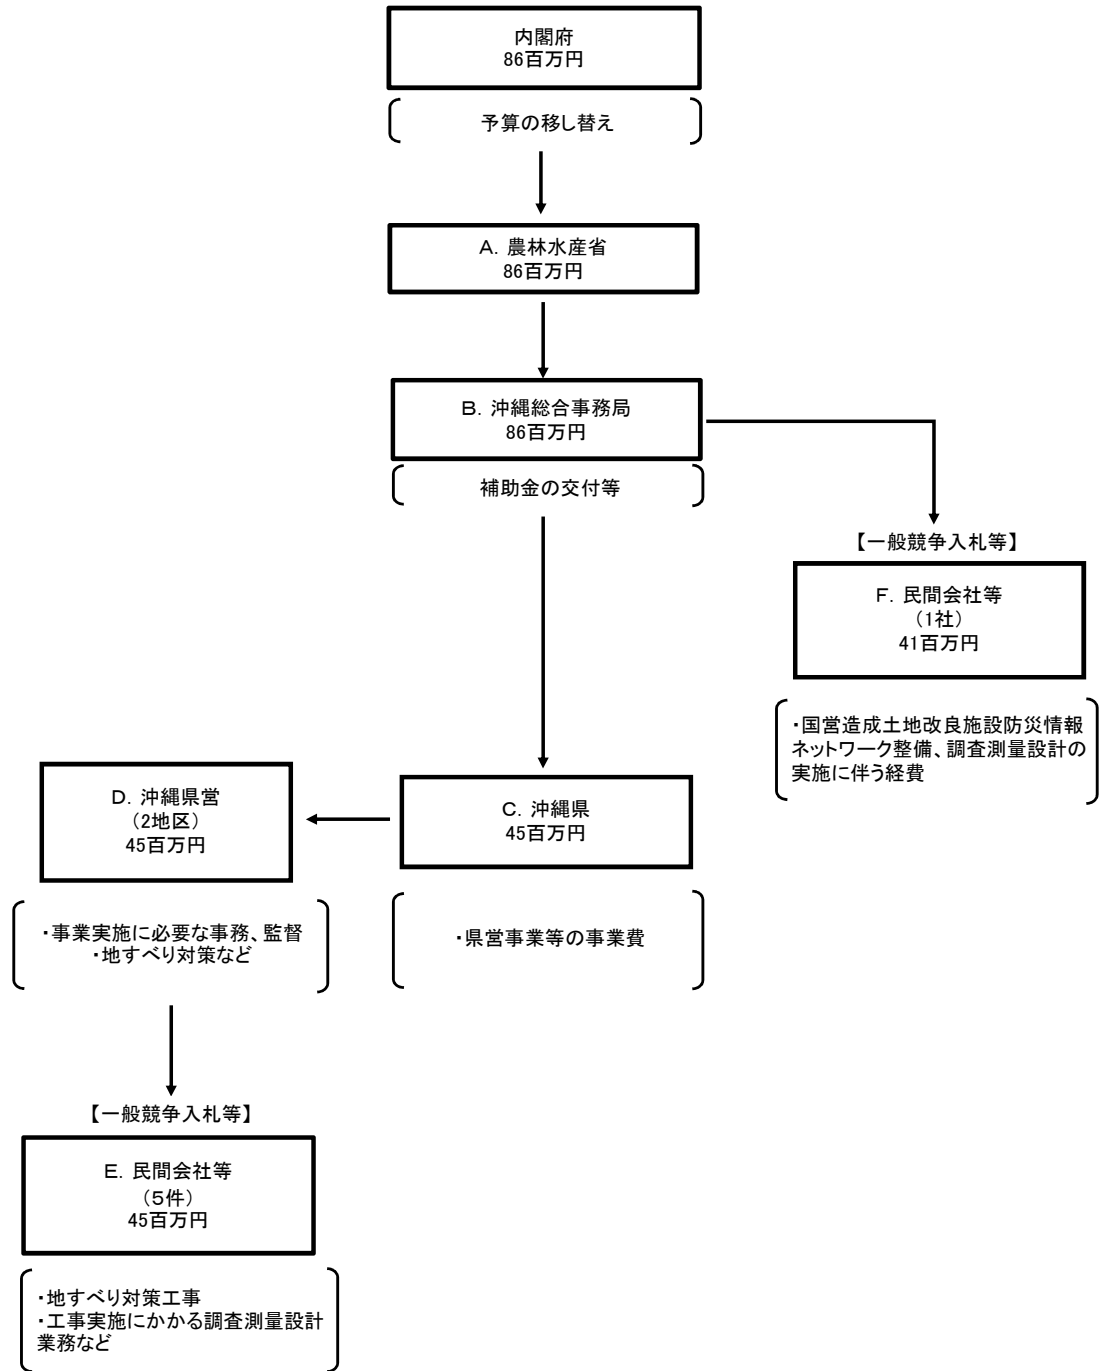 内閣府
86百万円
予算の移し替え
A. 農林水産省
86百万円
B. 沖縄総合事務局
86百万円
補助金の交付等
【一般競争入札等】
F. 民間会社等
(1社)
41百万円
・国営造成土地改良施設防災情報
ネットワーク整備、調査測量設計の
実施に伴う経費
C. 沖縄県
45百万円
・県営事業等の事業費
D. 沖縄県営
(2地区)
45百万円
・事業実施に必要な事務、監督
・地すべり対策など
【一般競争入札等】
E. 民間会社等
(5件)
45百万円
・地すべり対策工事
・工事実施にかかる調査測量設計
業務など